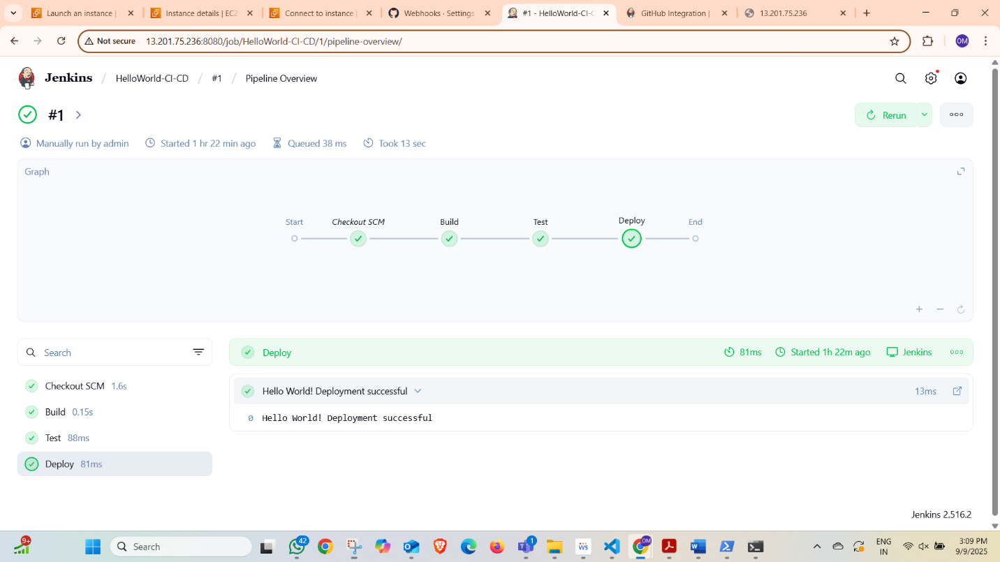 Launch an instance |
Instance details | EC2
Connect to instance |
Webhooks - Settings
#1 - HelloWorld-CI-C
GitHub Integration |
13.201.75.236
Not secure 13.201.75.236:8080/job/HelloWorld-CI-CD/1/pipeline-overview/
OM
Jenkins / HelloWorld-CI-CD / #1 / Pipeline Overview
#1
Rerun
Manually run by admin Started 1 hr 22 min ago Queued 38 ms Took 13 sec
Graph
Start Checkout SCM Build Test Deploy End
Search
Deploy 81ms Started 1h 22m ago Jenkins
Checkout SCM 1.6s
Hello World! Deployment successful 13ms
Build 0.15s
0 Hello World! Deployment successful
Test 88ms
Deploy 81ms
Jenkins 2.516.2
9+
Search
42
1
WS
OM
ENG
IN
3:09 PM
9/9/2025